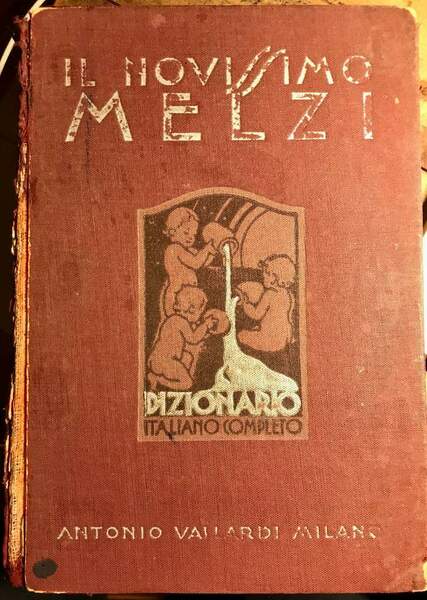 IL NOVISSIMO
MELZI
DIZIONARIO
ITALIANO COMPLETO
ANTONIO VALLARDI MILANO